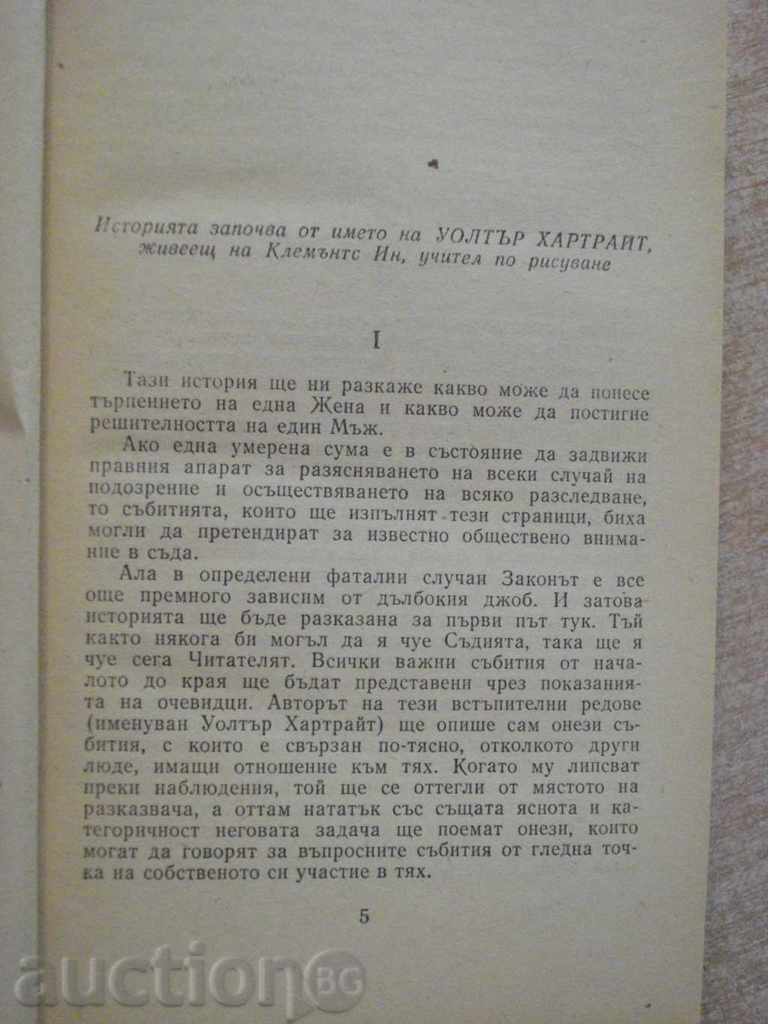 Историята започва от името на УОЛТЪР ХАРТРАЙТ,
живеещ на Клемънтс Ин, учител по рисуване
I
Тази история ще ни разкаже какво може да понесе
търпението на една Жена и какво може да постигне
решителността на един Мъж.
Ако една умерена сума е в състояние да задвижи
правния апарат за разясняването на всеки случай на
подозрение и осъществяването на всяко разследване,
то събитията, които ще изпълнят тези страници, биха
могли да претендират за известно обществено внима-
ние в съда.
Ала в определени фатални случаи Законът е все
още премного зависим от дълбокия джоб. И затова
историята ще бъде разказана за първи път тук. Тъй
както някога би могъл да я чуе Съдията, така ще я
чуе сега Читателят. Всички важни събития от нача-
лото до края ще бъдат представени чрез показания-
та на очевидци. Авторът на тези встъпителни редове
(именуван Уолтър Хартрайт) ще опише сам онези съ-
бития, с които е свързан по-тясно, отколкото други
люде, имащи отношение към тях. Когато му липсват
преки наблюдения, той ще се оттегли от мястото на
разказвача, а оттам нататък със същата яснота и ка-
тегоричност неговата задача ще поемат онези, които
могат да говорят за въпросните събития от гледна точ-
ка на собственото си участие в тях.
5
auctionBG